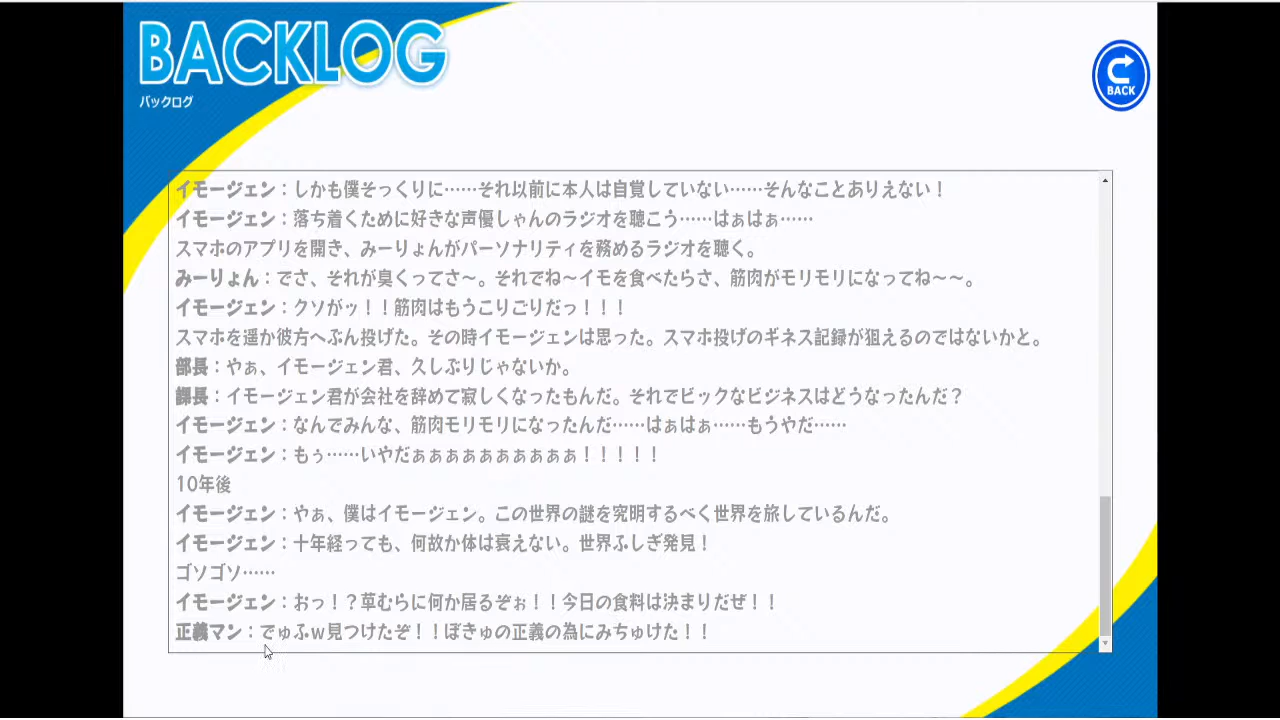 BACKLOG
バックログ
BACK
イモージェン：しかも僕そっくりに……それ以前に本人は自覚していない……そんなことありえない！
イモージェン：落ち着くために好きな声優しゃんのラジオを聴こう……はぁはぁ……
スマホのアプリを開き、みーりょんがパーソナリティを務めるラジオを聴く。
みーりょん：でさ、それが臭くってさ～。それでね～イモを食べたらさ、筋肉がモリモリになってね～～。
イモージェン：クソがッ！！筋肉はもうこりごりだっ！！！
スマホを遥か彼方へぶん投げた。その時イモージェンは思った。スマホ投げのギネス記録が狙えるのではないかと。
部長：やぁ、イモージェン君、久しぶりじゃないか。
課長：イモージェン君が会社を辞めて寂しくなったもんだ。それでビックなビジネスはどうなったんだ？
イモージェン：なんでみんな、筋肉モリモリになったんだ……はぁはぁ……もうやだ……
イモージェン：もぅ……いやだぁぁぁぁぁぁぁぁぁぁ！！！！！
10年後
イモージェン：やぁ、僕はイモージェン。この世界の謎を究明するべく世界を旅しているんだ。
イモージェン：十年経っても、何故か体は衰えない。世界ふしぎ発見！
ゴソゴソ……
イモージェン：おっ！？草むらに何か居るぞぉ！！今日の食料は決まりだぜ！！
正義マン：でゅふｗ見つけたぞ！！ぼきゅの正義の為にみちゅけた！！